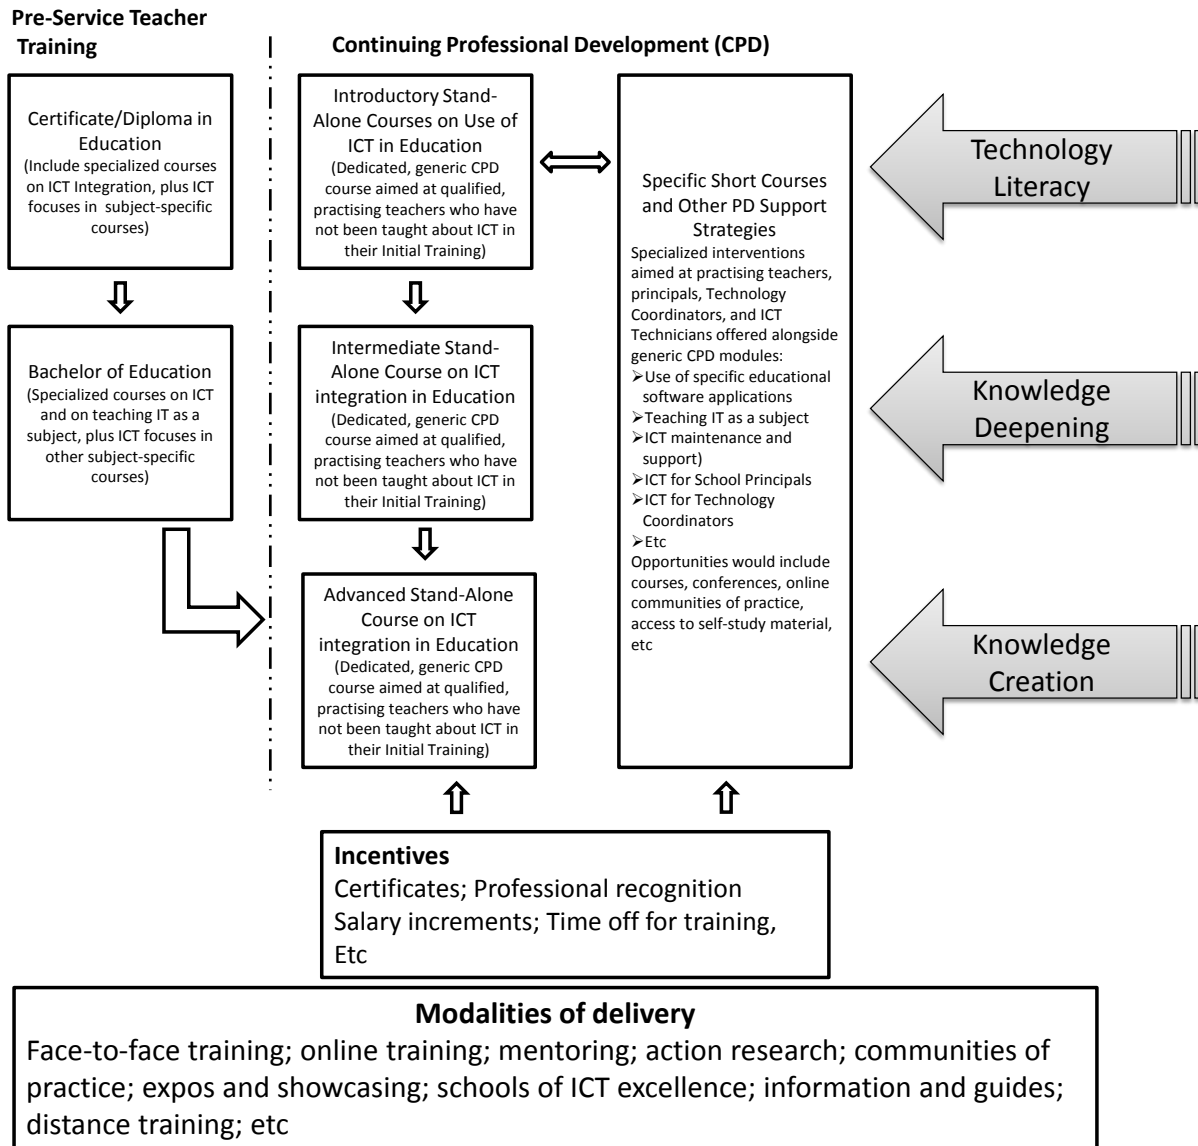 Pre-Service Teacher
Training
Continuing Professional Development (CPD)
Certificate/Diploma in
Education
(Include specialized courses
on ICT Integration, plus ICT
focuses in subject-specific
courses)
Bachelor of Education
(Specialized courses on ICT
and on teaching IT as a
subject, plus ICT focuses in
other subject-specific
courses)
Introductory Stand-
Alone Courses on Use of
ICT in Education
(Dedicated, generic CPD
course aimed at qualified,
practising teachers who have
not been taught about ICT in
their Initial Training)
Intermediate Stand-
Alone Course on ICT
integration in Education
(Dedicated, generic CPD
course aimed at qualified,
practising teachers who have
not been taught about ICT in
their Initial Training)
Advanced Stand-Alone
Course on ICT
integration in Education
(Dedicated, generic CPD
course aimed at qualified,
practising teachers who have
not been taught about ICT in
their Initial Training)
Specific Short Courses
and Other PD Support
Strategies
Specialized interventions
aimed at practising teachers,
principals, Technology
Coordinators, and ICT
Technicians offered alongside
generic CPD modules:
➢Use of specific educational
software applications
➢Teaching IT as a subject
➢ICT maintenance and
support)
➢ICT for School Principals
➢ICT for Technology
Coordinators
➢Etc
Opportunities would include
courses, conferences, online
communities of practice,
access to self-study material,
etc
Technology
Literacy
Knowledge
Deepening
Knowledge
Creation
Incentives
Certificates; Professional recognition
Salary increments; Time off for training,
Etc
Modalities of delivery
Face-to-face training; online training; mentoring; action research; communities of
practice; expos and showcasing; schools of ICT excellence; information and guides;
distance training; etc